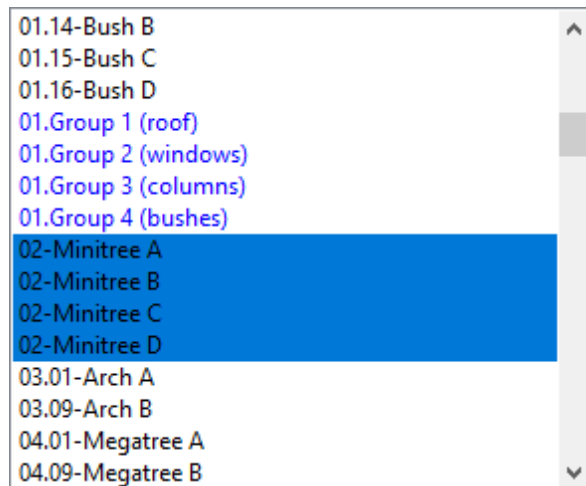 01.14-Bush B
01.15-Bush C
01.16-Bush D
01.Group 1 (roof)
01.Group 2 (windows)
01.Group 3 (columns)
01.Group 4 (bushes)
02-Minitree A
02-Minitree B
02-Minitree C
02-Minitree D
03.01-Arch A
03.09-Arch B
04.01-Megatree A
04.09-Megatree B